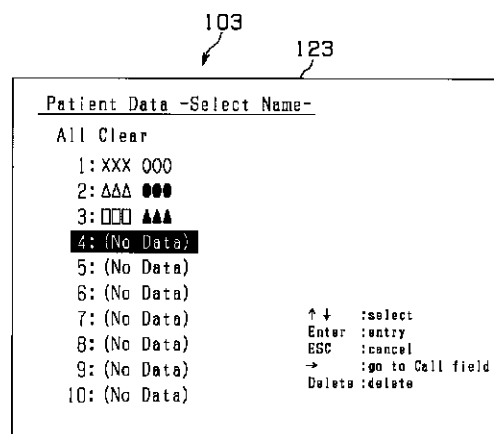 103
123
Patient Data -Select Name-
All Clear
1: XXX OOO
2: ΔΔΔ ●●●
3: □□□ ▲▲▲
4: (No Data)
5: (No Data)
6: (No Data)
7: (No Data)
8: (No Data)
9: (No Data)
10: (No Data)
↑ ↓ :select
Enter :entry
ESC :cancel
→ :go to Call field
Delete :delete